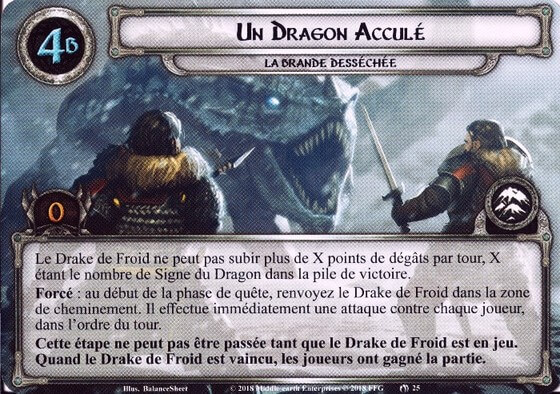 4B
UN DRAGON ACCULÉ
LA BRANDE DESSÉCHÉE
0
Le Drake de Froid ne peut pas subir plus de X points de dégâts par tour, X
étant le nombre de Signe du Dragon dans la pile de victoire.
Forcé : au début de la phase de quête, renvoyez le Drake de Froid dans la zone
de cheminement. Il effectue immédiatement une attaque contre chaque joueur,
dans l'ordre du tour.
Cette étape ne peut pas être passée tant que le Drake de Froid est en jeu.
Quand le Drake de Froid est vaincu, les joueurs ont gagné la partie.
Illus. BalanceSheet © 2018 Middle-earth Enterprises © 2018 FFG 25